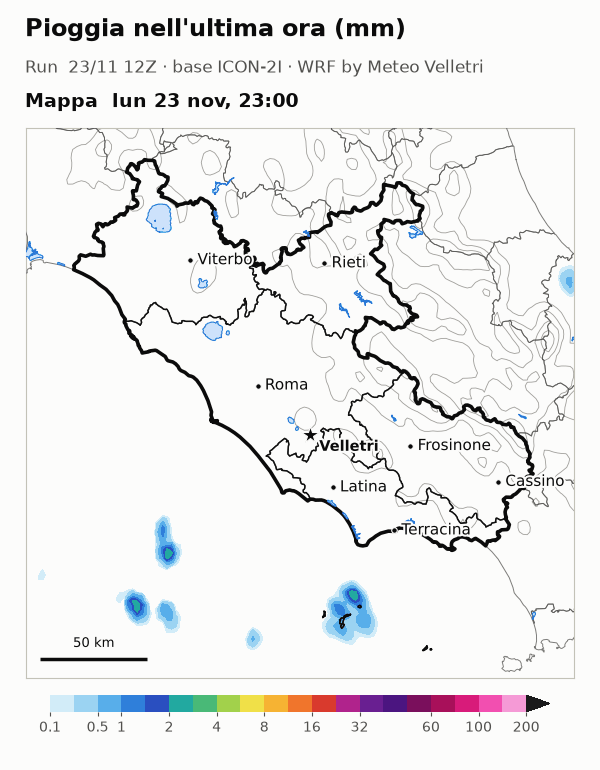 Pioggia nell'ultima ora (mm)
Run  23/11 12Z · base ICON-2I · WRF by Meteo Velletri
Mappa  lun 23 nov, 23:00
Viterbo
Rieti
Roma
Velletri
Frosinone
Cassino
Latina
Terracina
50 km
0.1 0.5 1 2 4 8 16 32 60 100 200